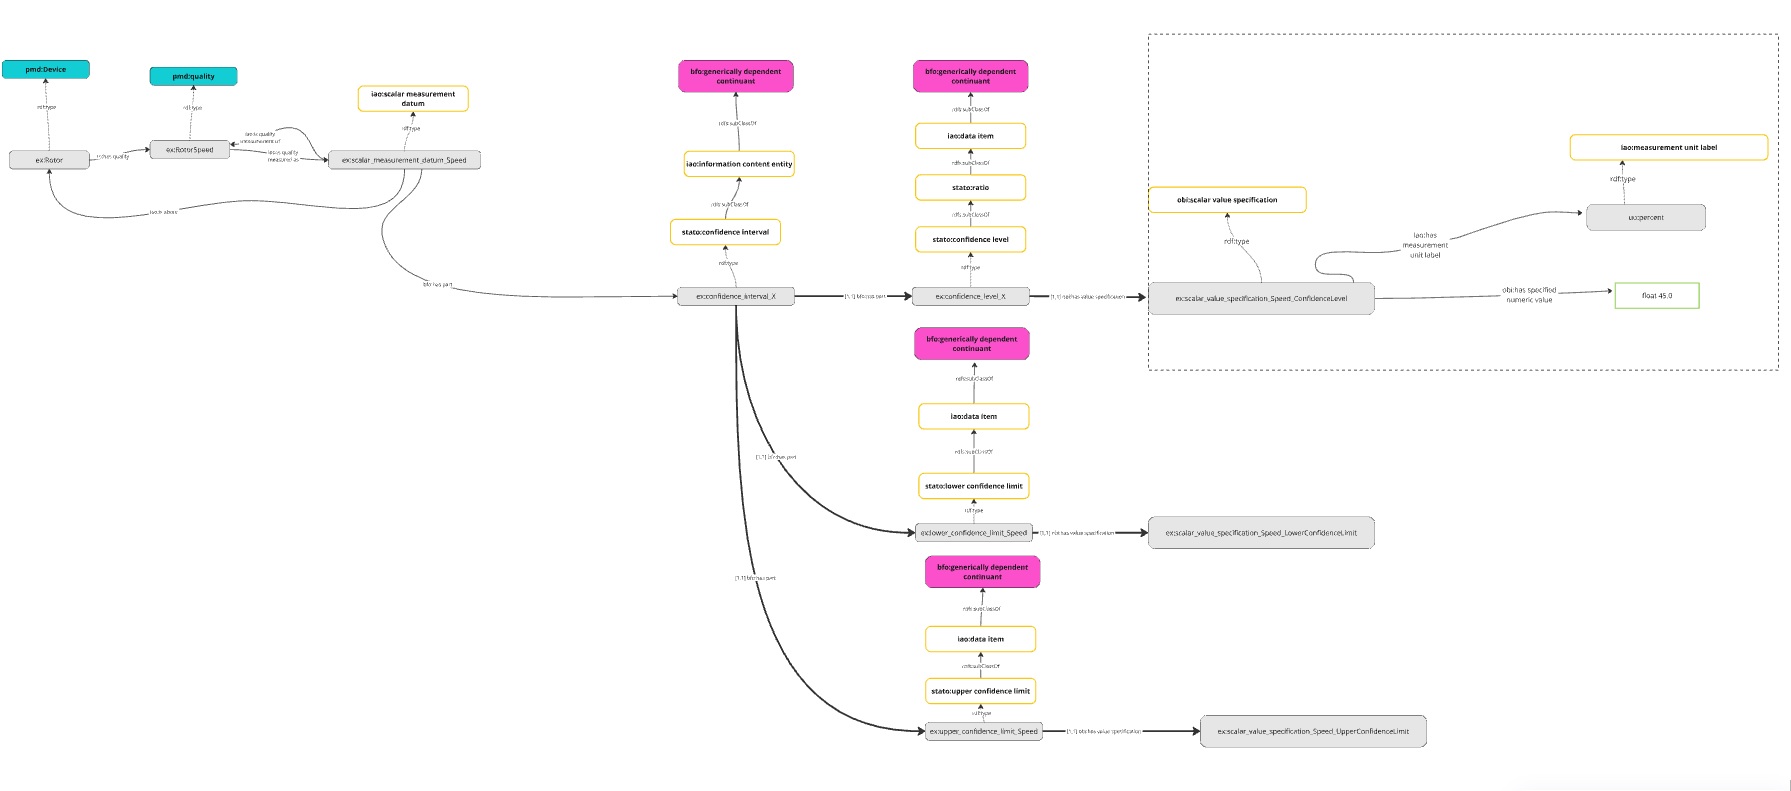 pmd:Device
rdf:type
ex:Rotor
pmd:quality
rdf:type
ex:RotorSpeed
quality
iao:scalar measurement
datum
rdf:type
ex:scalar_measurement_datum_Speed
iao:is quality
measurement of
iao:is quality
measured as
iao:is about
bfo:has part
bfo:generically dependent
continuant
rdfs:subClassOf
iao:information content entity
rdfs:subClassOf
stato:confidence interval
rdf:type
ex:confidence_interval_X
[1,1] bfo:has part
bfo:generically dependent
continuant
rdfs:subClassOf
iao:data item
rdfs:subClassOf
stato:ratio
rdfs:subClassOf
stato:confidence level
rdf:type
ex:confidence_level_X
[1,1] obi:has value specification
obi:scalar value specification
rdf:type
ex:scalar_value_specification_Speed_ConfidenceLevel
iao:has
measurement
unit label
iao:measurement unit label
rdf:type
uo:percent
obi:has specified
numeric value
float 45.0
[1,1] bfo:has part
bfo:generically dependent
continuant
rdfs:subClassOf
iao:data item
rdfs:subClassOf
stato:lower confidence limit
rdf:type
ex:lower_confidence_limit_Speed
[1,1] obi:has value specification
ex:scalar_value_specification_Speed_LowerConfidenceLimit
[1,1] bfo:has part
bfo:generically dependent
continuant
rdfs:subClassOf
iao:data item
rdfs:subClassOf
stato:upper confidence limit
rdf:type
ex:upper_confidence_limit_Speed
[1,1] obi:has value specification
ex:scalar_value_specification_Speed_UpperConfidenceLimit